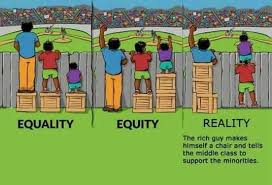 EQUALITY
EQUITY
REALITY
The rich guy makes
himself a chair and tells
the middle class to
support the minorities.